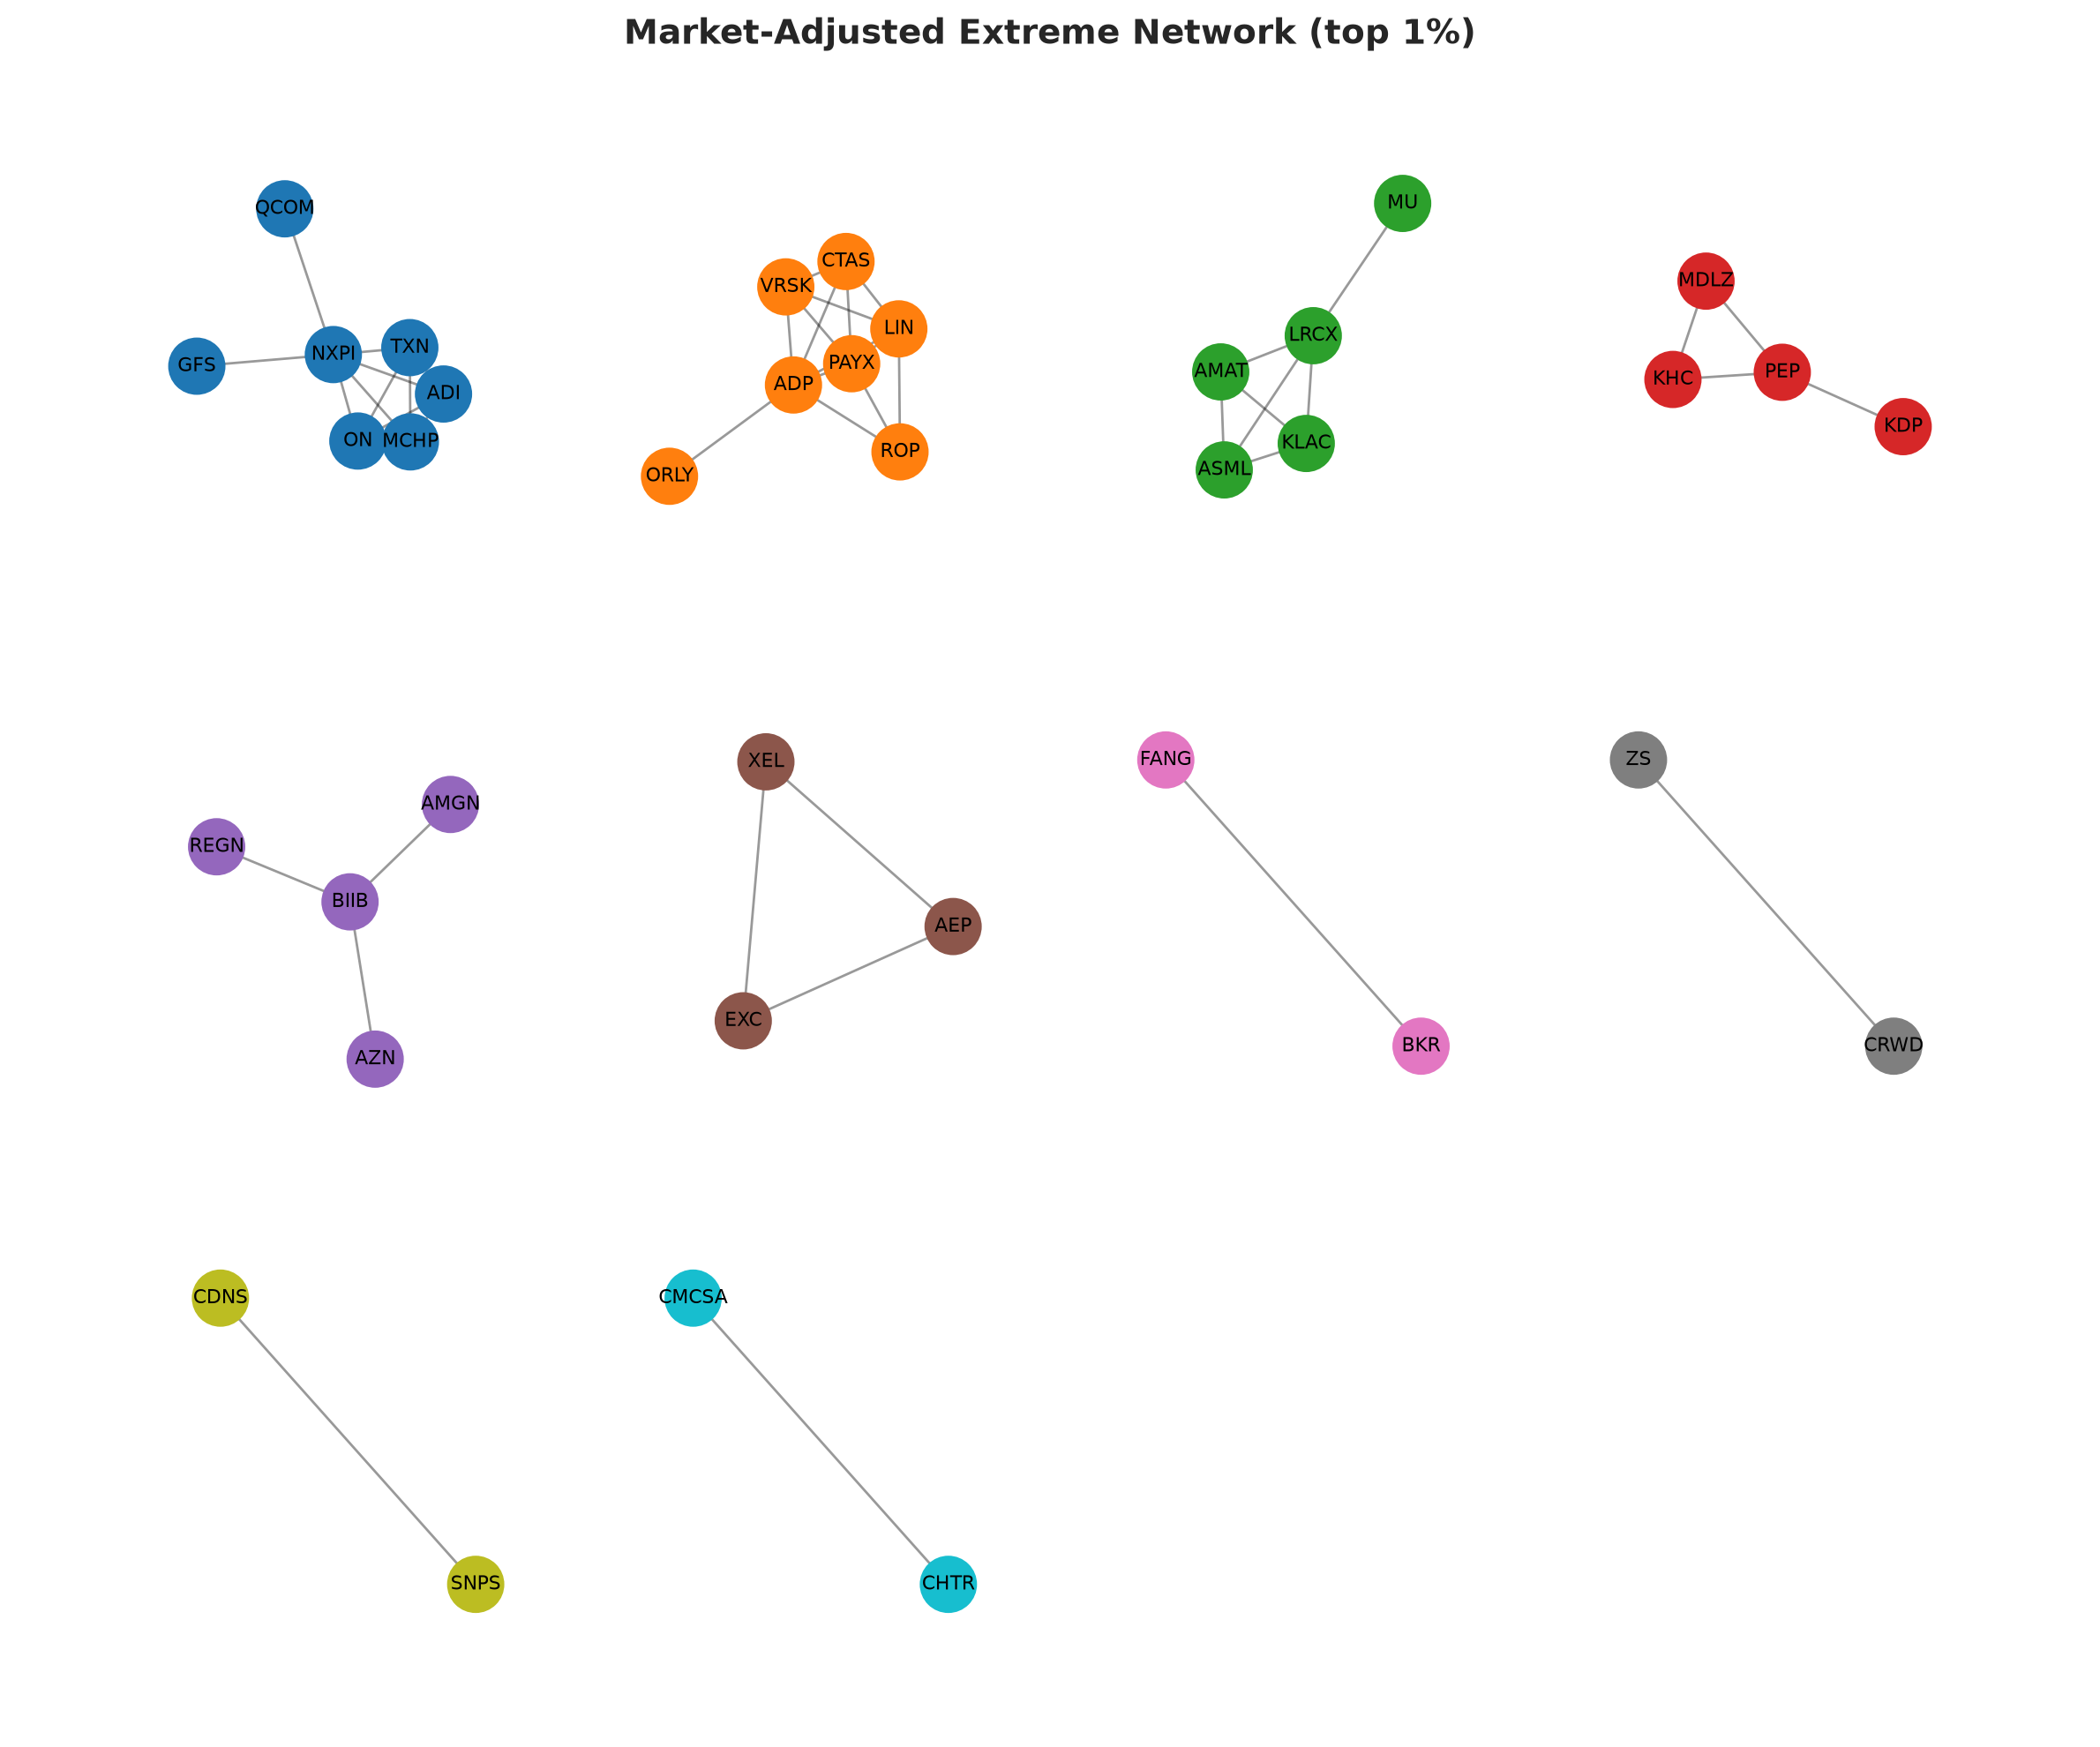 Market-Adjusted Extreme Network (top 1%)
QCOM
NXPI
TXN
GFS
ADI
ON
MCHP
CTAS
VRSK
LIN
PAYX
ADP
ROP
ORLY
MU
LRCX
AMAT
KLAC
ASML
MDLZ
KHC
PEP
KDP
AMGN
REGN
BIIB
AZN
XEL
AEP
EXC
FANG
BKR
ZS
CRWD
CDNS
SNPS
CMCSA
CHTR